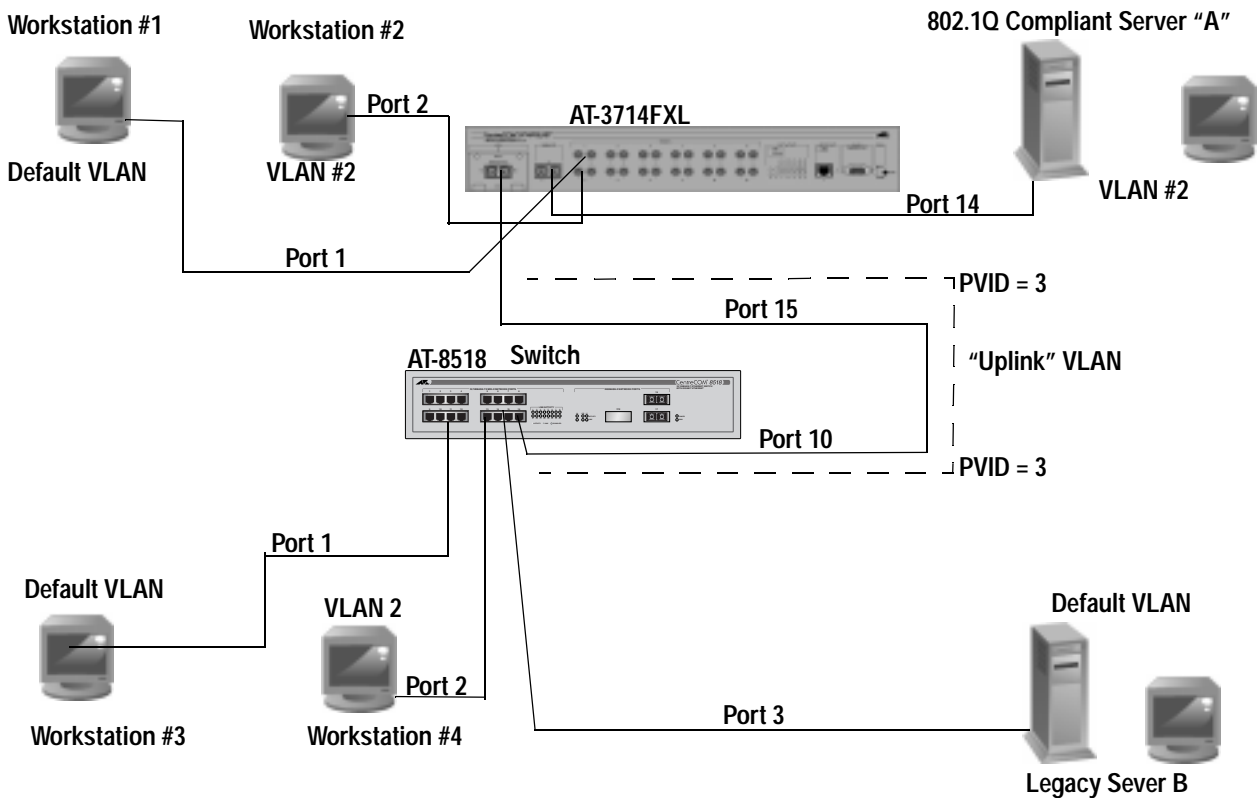 Workstation #1
Workstation #2
802.1Q Compliant Server “A”
Port 2
AT-3714FXL
Default VLAN
VLAN #2
VLAN #2
Port 14
Port 1
PVID = 3
Port 15
“Uplink” VLAN
AT-8518
Switch
CentreCOM 8518
Port 10
PVID = 3
Port 1
Default VLAN
VLAN 2
Default VLAN
Port 2
Port 3
Workstation #3
Workstation #4
Legacy Sever B